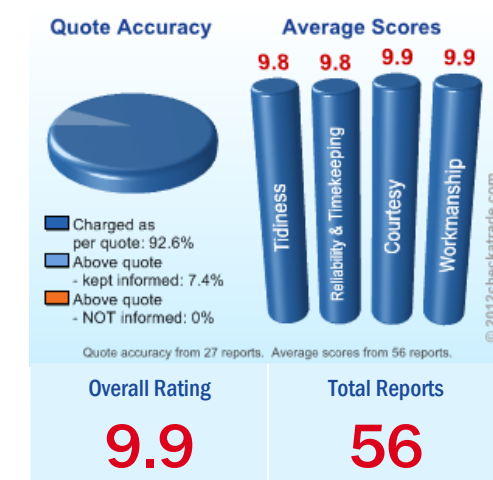 Quote Accuracy
Average Scores
9.8
9.8
9.9
9.9
Tidiness
Reliability & Timekeeping
Courtesy
Workmanship
Charged as
per quote: 92.6%
Above quote
- kept informed: 7.4%
Above quote
- NOT informed: 0%
© 2012checkatrade.com
Quote accuracy from 27 reports. Average scores from 56 reports.
Overall Rating
Total Reports
9.9
56